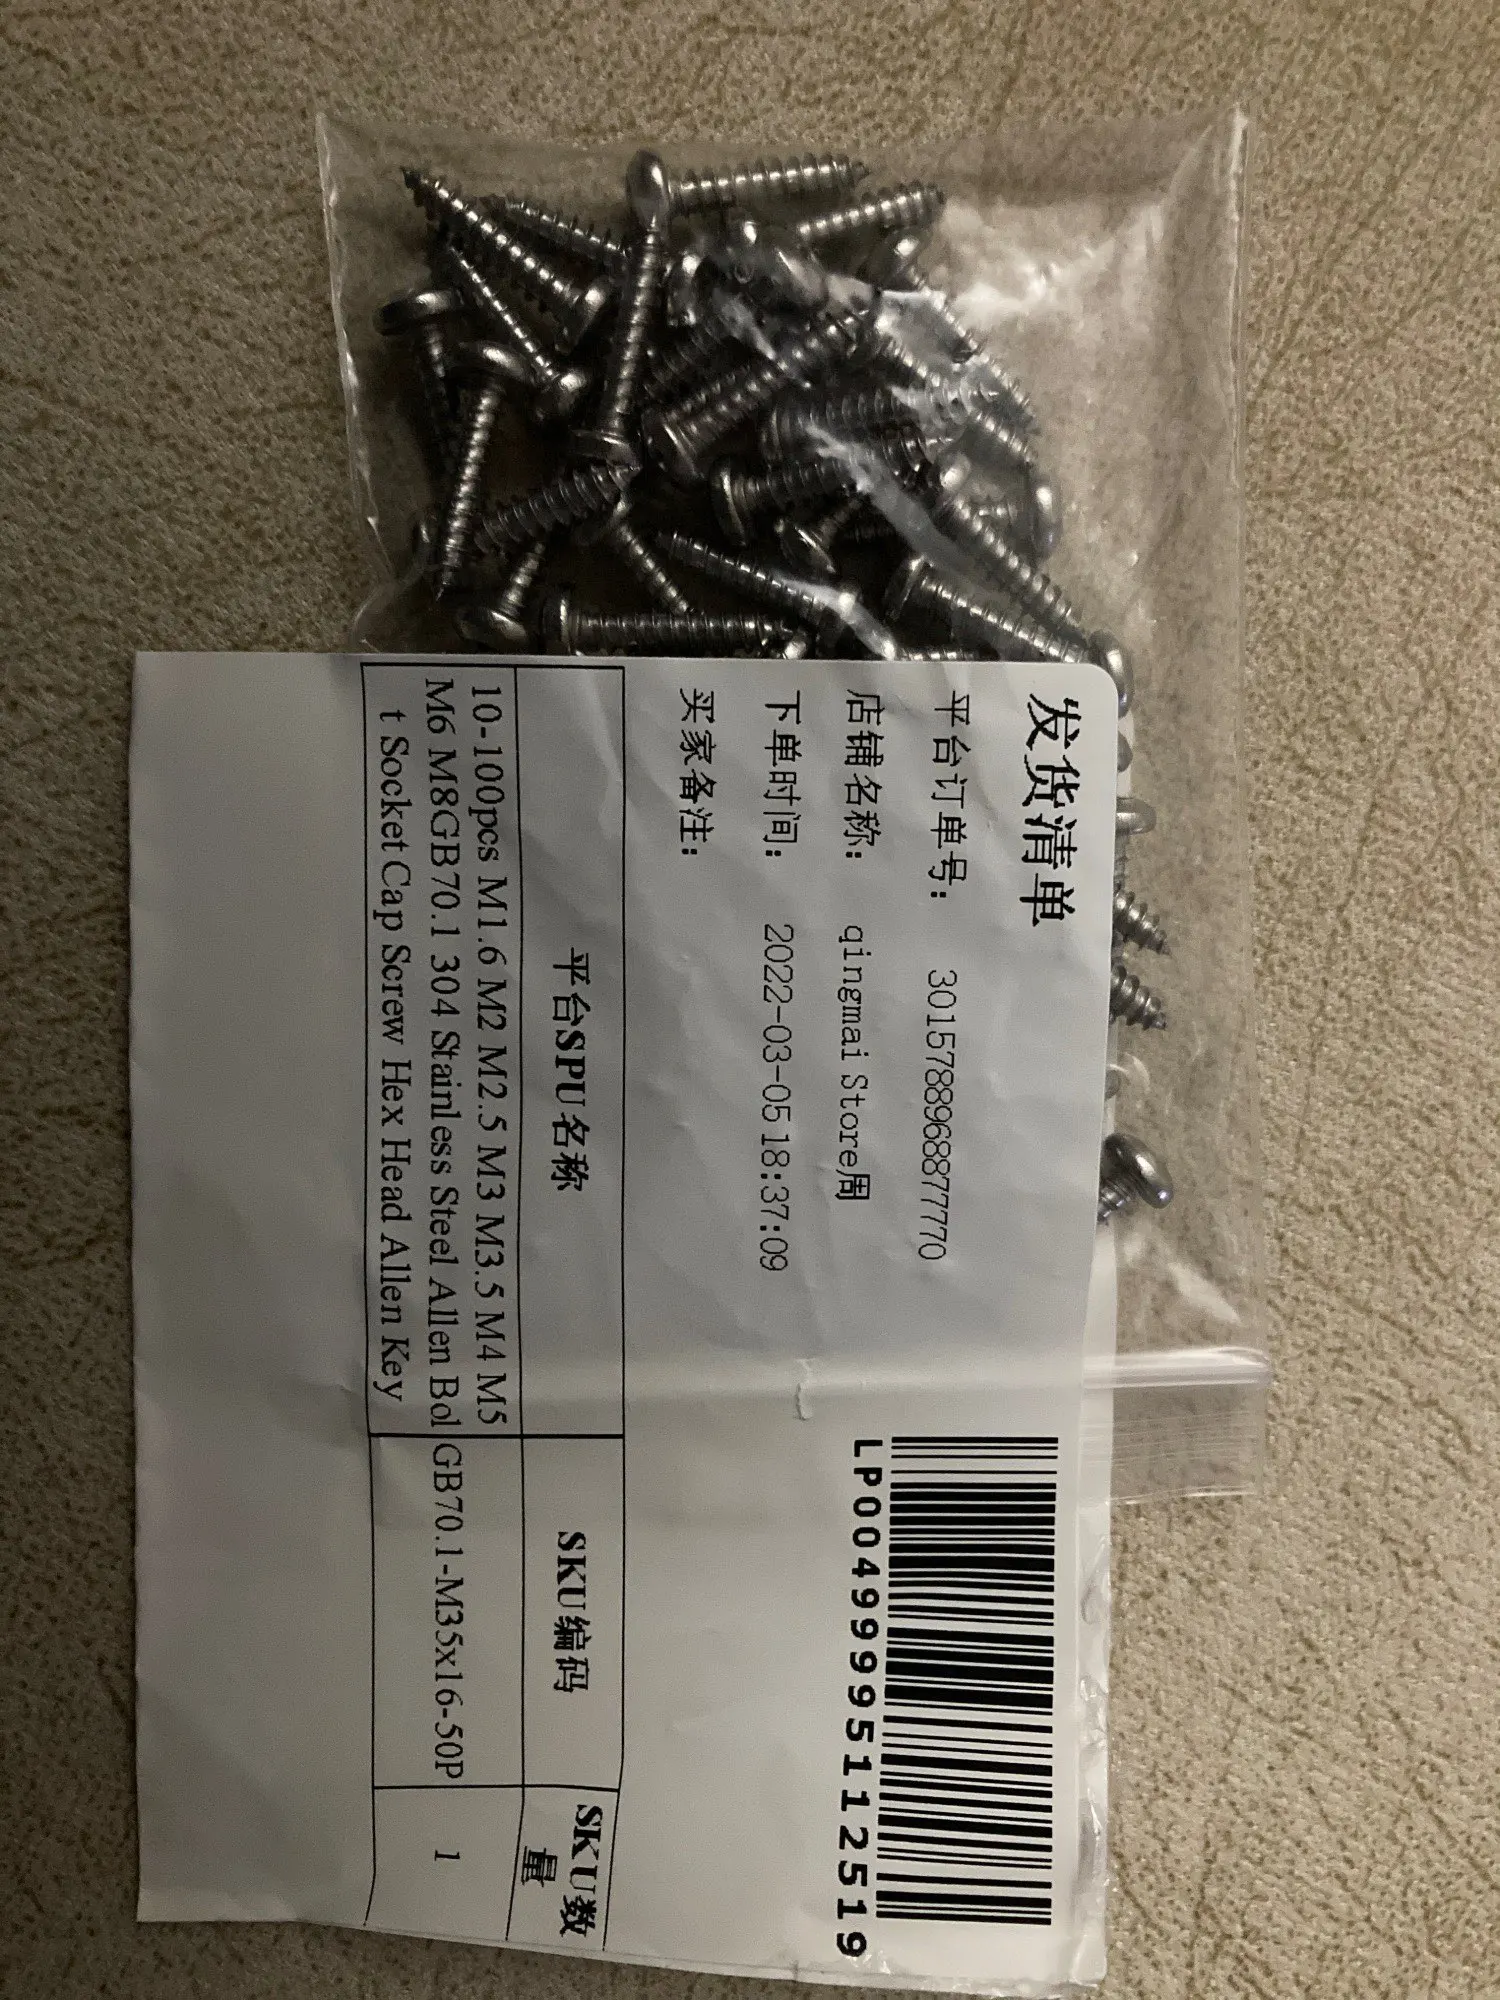 发货清单
平台订单号: 3015788968877770
店铺名称: qingmai Store周
下单时间: 2022-03-05 18:37:09
买家备注:
LP00499995112519
平台SPU名称 SKU编码 SKU数
量
10-100pcs M1.6 M2 M2.5 M3 M3.5 M4 M5
M6 M8GB70.1 304 Stainless Steel Allen Bol GB70.1-M35x16-50P 1
t Socket Cap Screw Hex Head Allen Key